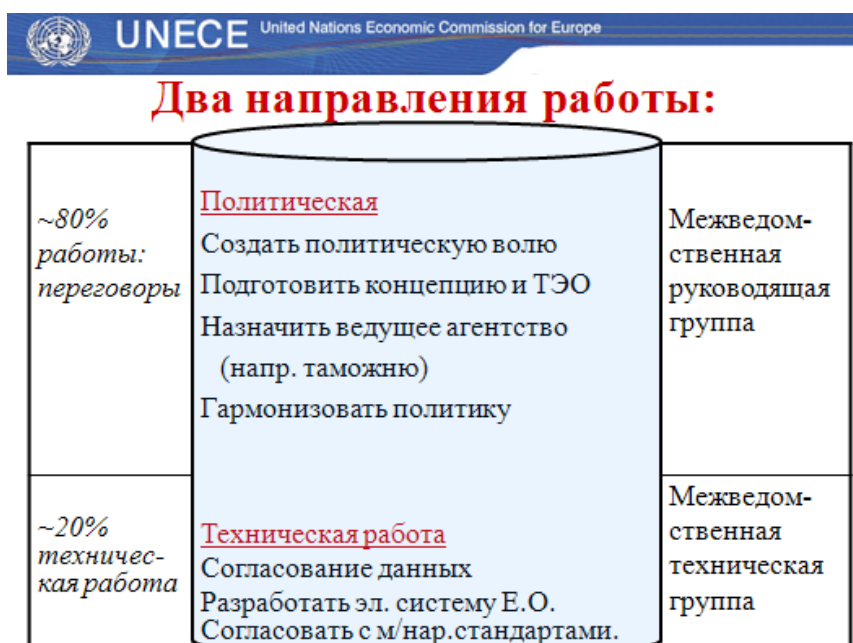 UNECE United Nations Economic Commission for Europe
Два направления работы:
~80%
работы:
переговоры
Политическая
Создать политическую волю
Подготовить концепцию и ТЭО
Назначить ведущее агентство
(напр. таможню)
Гармонизовать политику
Межведом-
ственная
руководящая
группа
~20%
техничес-
кая работа
Техническая работа
Согласование данных
Разработать эл. систему Е.О.
Согласовать с м/нар.стандартами.
Межведом-
ственная
техническая
группа